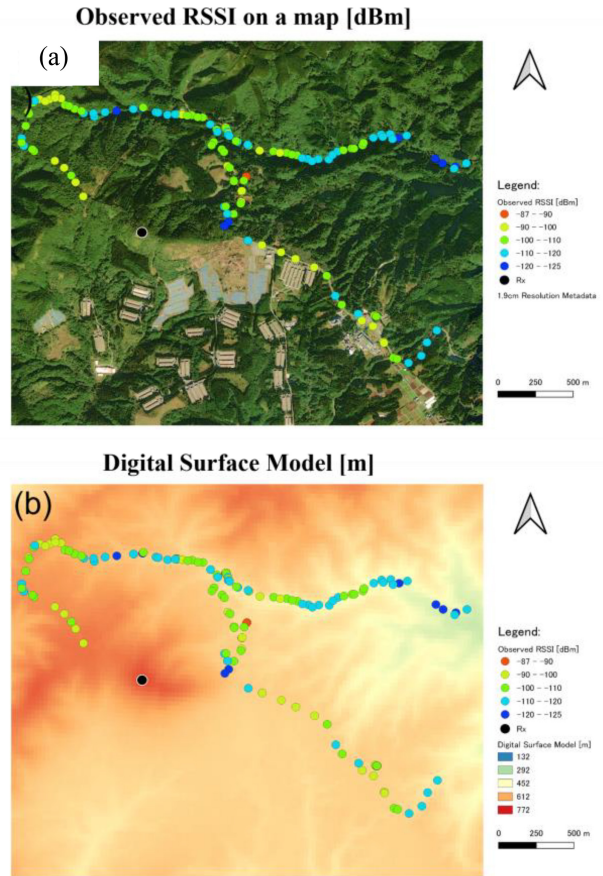 Observed RSSI on a map [dBm]
(a)
Legend:
Observed RSSI [dBm]
-87 - -90
-90 - -100
-100 - -110
-110 - -120
-120 - -125
Rx
1.9cm Resolution Metadata
0 250 500 m
Digital Surface Model [m]
(b)
Legend:
Observed RSSI [dBm]
-87 - -90
-90 - -100
-100 - -110
-110 - -120
-120 - -125
Rx
Digital Surface Model [m]
132
292
452
612
772
0 250 500 m